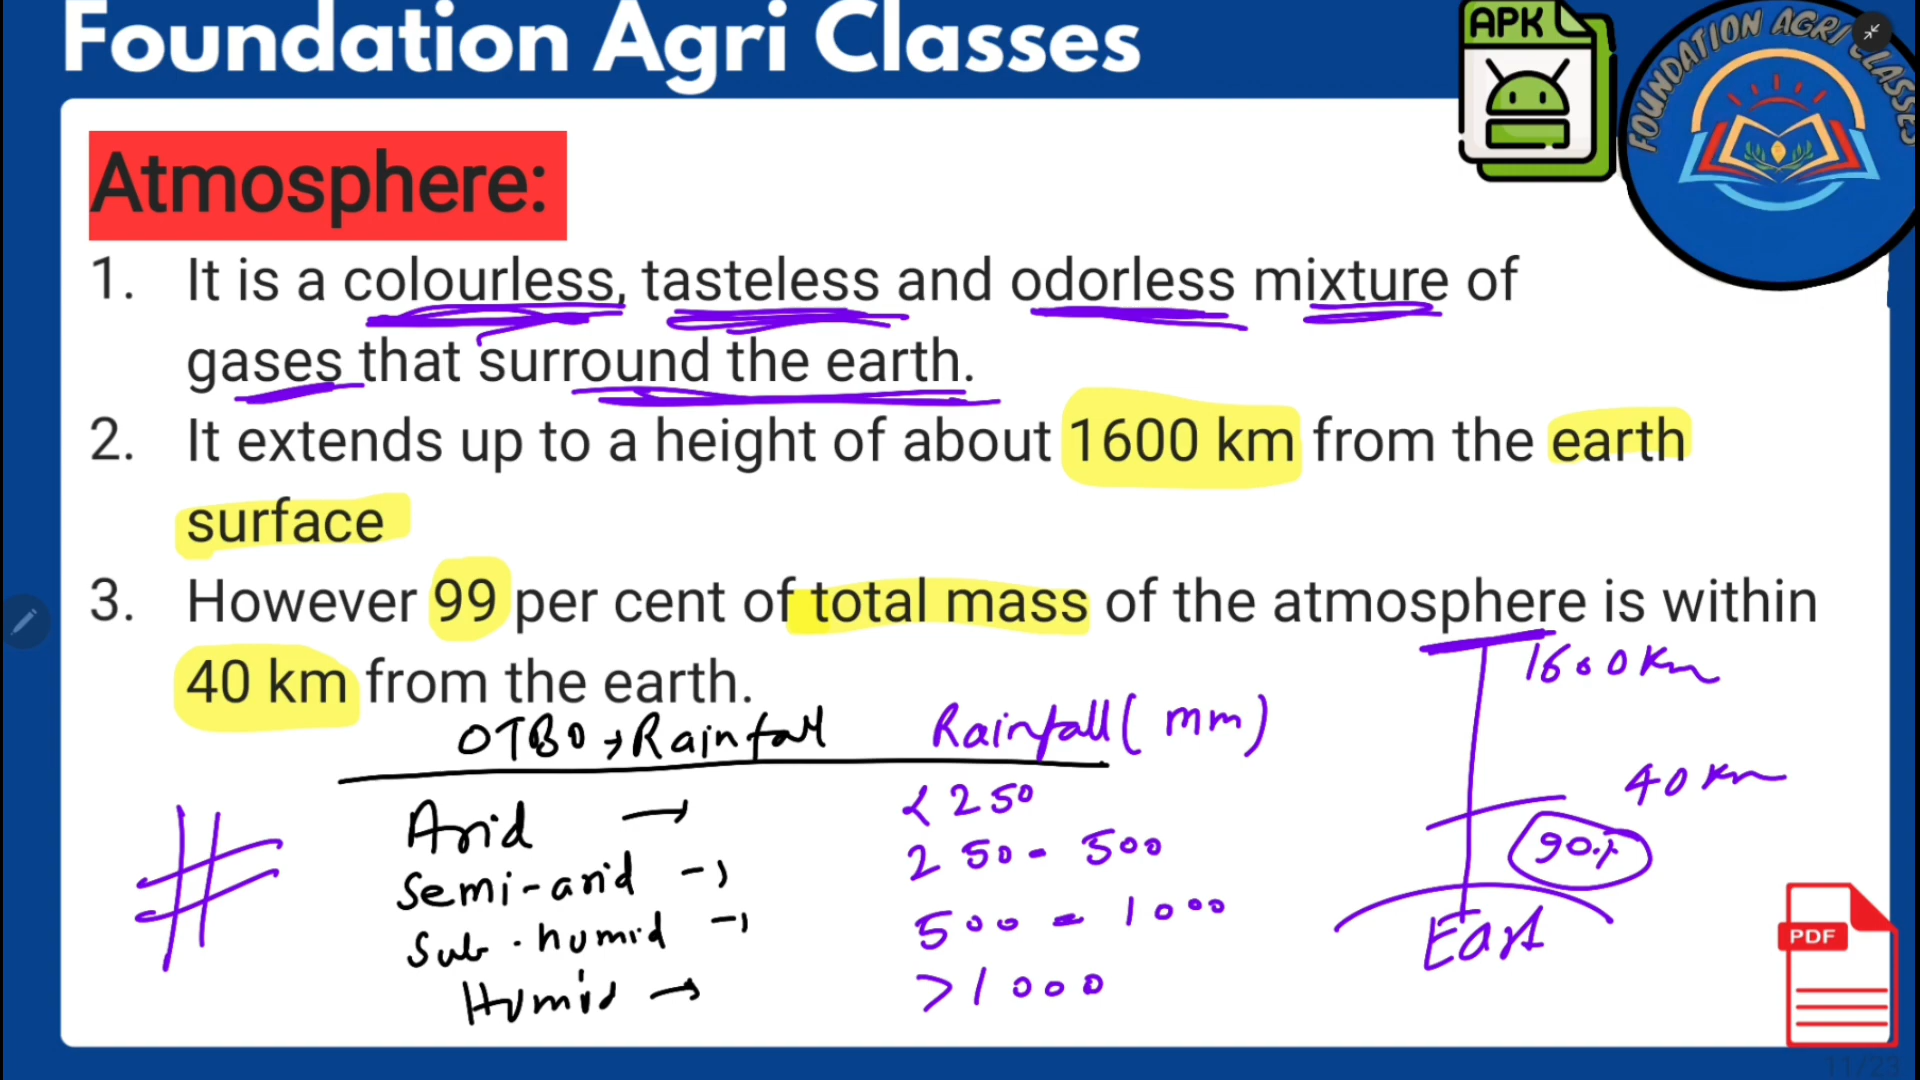 Foundation Agri Classes
APK
FOUNDATION AGRI CLASSES
Atmosphere:
1. It is a colourless, tasteless and odorless mixture of
gases that surround the earth.
2. It extends up to a height of about 1600 km from the earth
surface
3. However 99 per cent of total mass of the atmosphere is within
40 km from the earth.
1600 Km
OTBO → Rainfall Rainfall (mm)
40 Km
Arid → < 250
Semi-arid → 250 - 500
90%
Sub-humid → 500 - 1000
Humid → > 1000
Eart
PDF
11/23